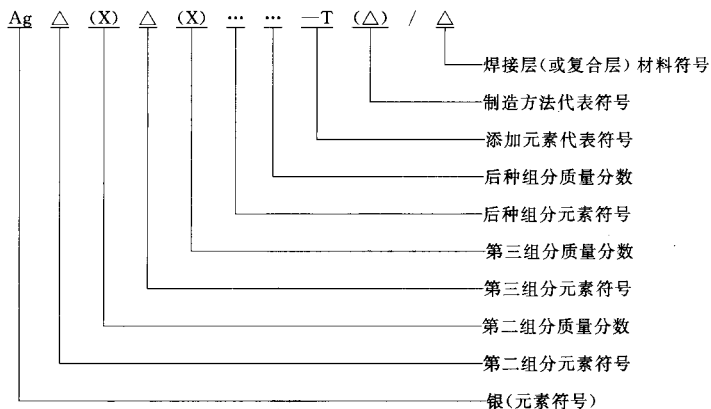 Ag △ (X) △ (X) … … —T (△) / △
焊接层(或复合层)材料符号
制造方法代表符号
添加元素代表符号
后种组分质量分数
后种组分元素符号
第三组分质量分数
第三组分元素符号
第二组分质量分数
第二组分元素符号
银(元素符号)